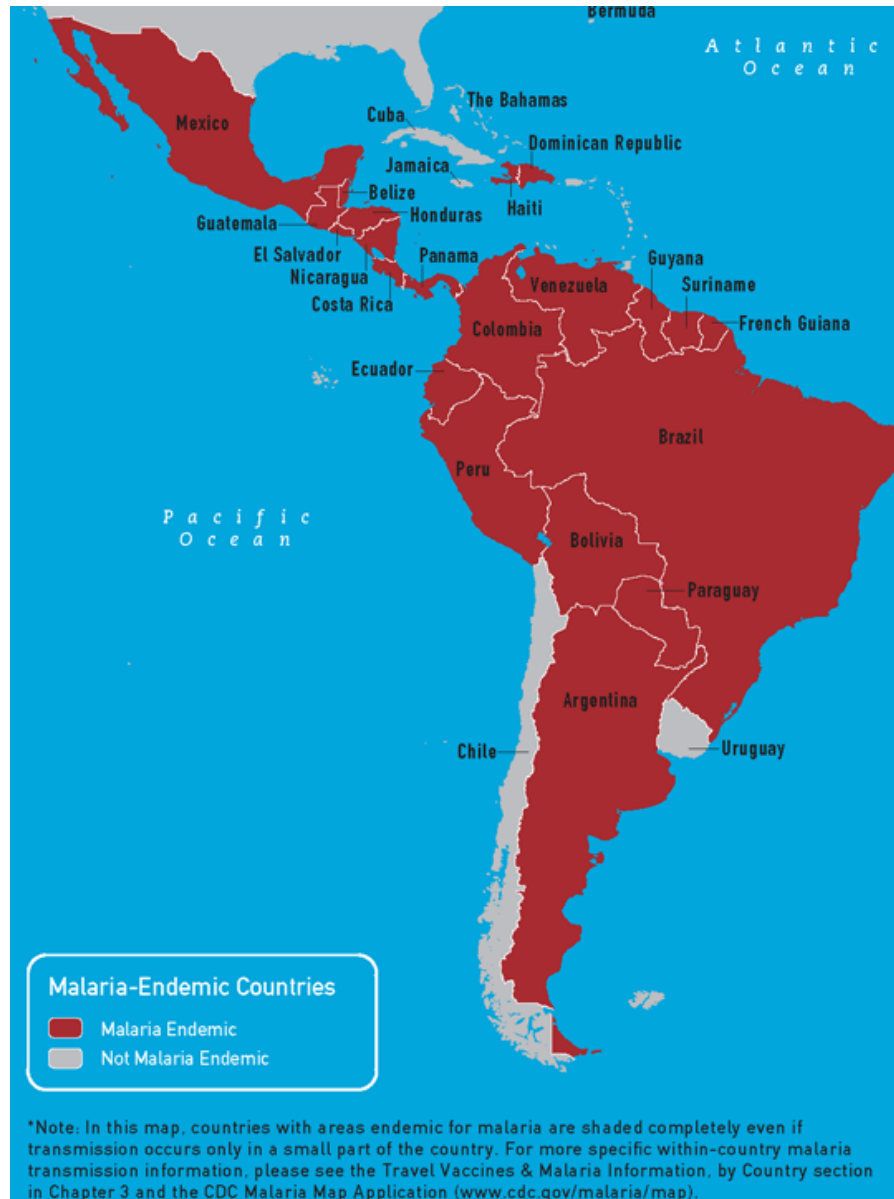 Bermuda
Atlantic
Ocean
The Bahamas
Cuba
Mexico
Dominican Republic
Jamaica
Belize
Haiti
Honduras
Guatemala
El Salvador
Panama
Nicaragua
Costa Rica
Guyana
Venezuela
Suriname
French Guiana
Colombia
Ecuador
Brazil
Peru
Pacific
Ocean
Bolivia
Paraguay
Argentina
Chile
Uruguay
Malaria-Endemic Countries
Malaria Endemic
Not Malaria Endemic
*Note: In this map, countries with areas endemic for malaria are shaded completely even if
transmission occurs only in a small part of the country. For more specific within-country malaria
transmission information, please see the Travel Vaccines & Malaria Information, by Country section
in Chapter 3 and the CDC Malaria Map Application (www.cdc.gov/malaria/map).